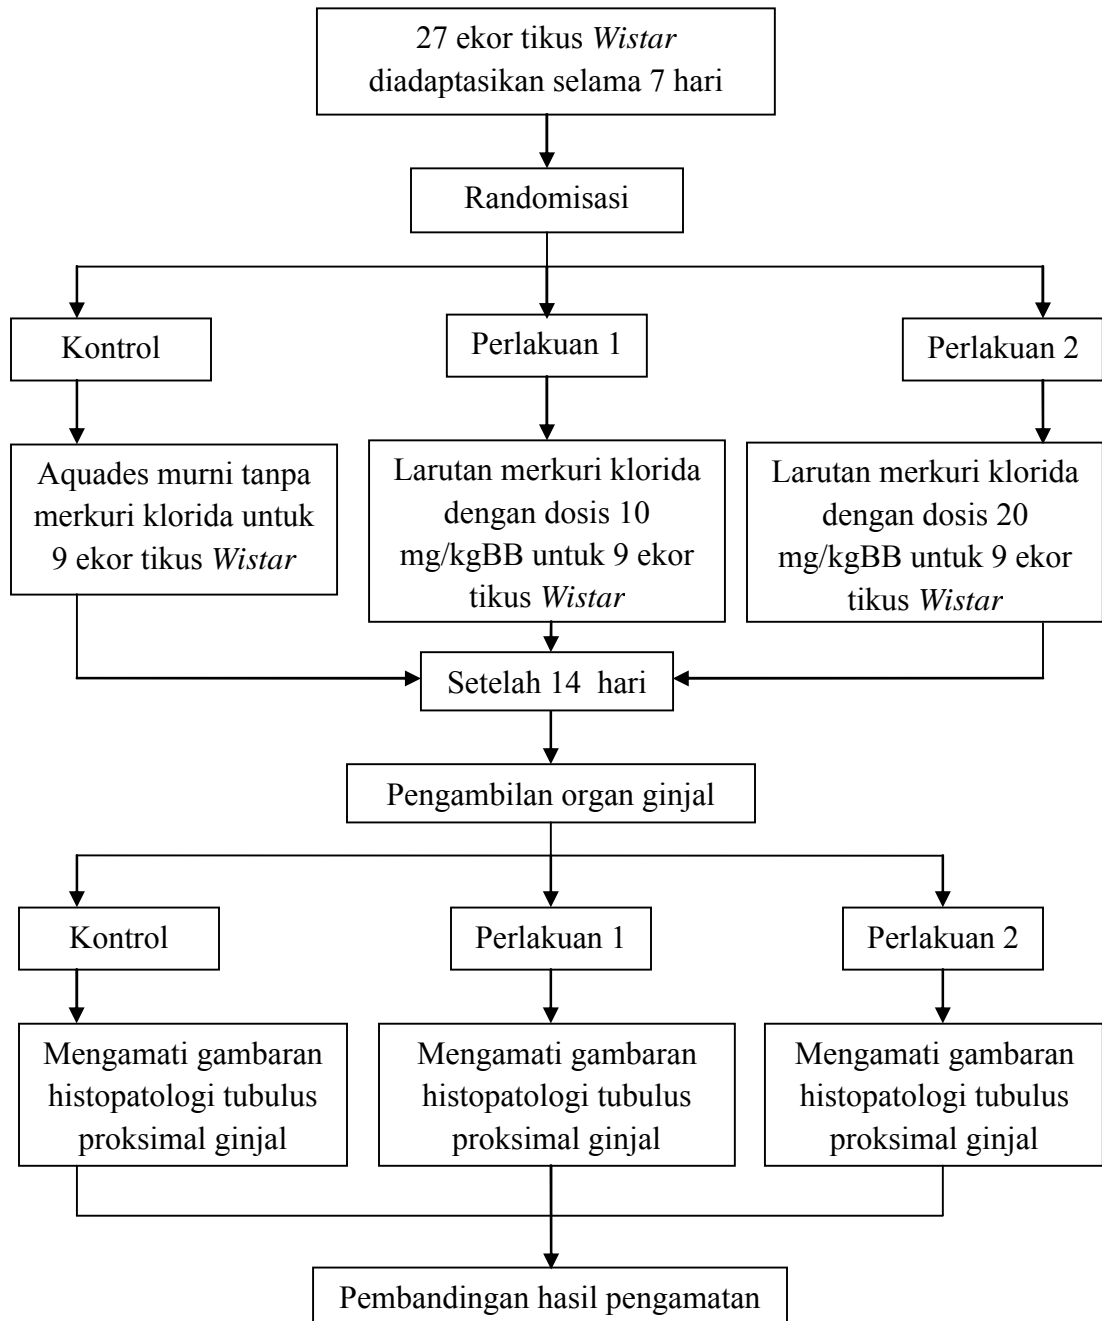 27 ekor tikus Wistar
diadaptasikan selama 7 hari
Randomisasi
Kontrol
Perlakuan 1
Perlakuan 2
Aquades murni tanpa
merkuri klorida untuk
9 ekor tikus Wistar
Larutan merkuri klorida
dengan dosis 10
mg/kgBB untuk 9 ekor
tikus Wistar
Larutan merkuri klorida
dengan dosis 20
mg/kgBB untuk 9 ekor
tikus Wistar
Setelah 14 hari
Pengambilan organ ginjal
Kontrol
Perlakuan 1
Perlakuan 2
Mengamati gambaran
histopatologi tubulus
proksimal ginjal
Mengamati gambaran
histopatologi tubulus
proksimal ginjal
Mengamati gambaran
histopatologi tubulus
proksimal ginjal
Pembandingan hasil pengamatan